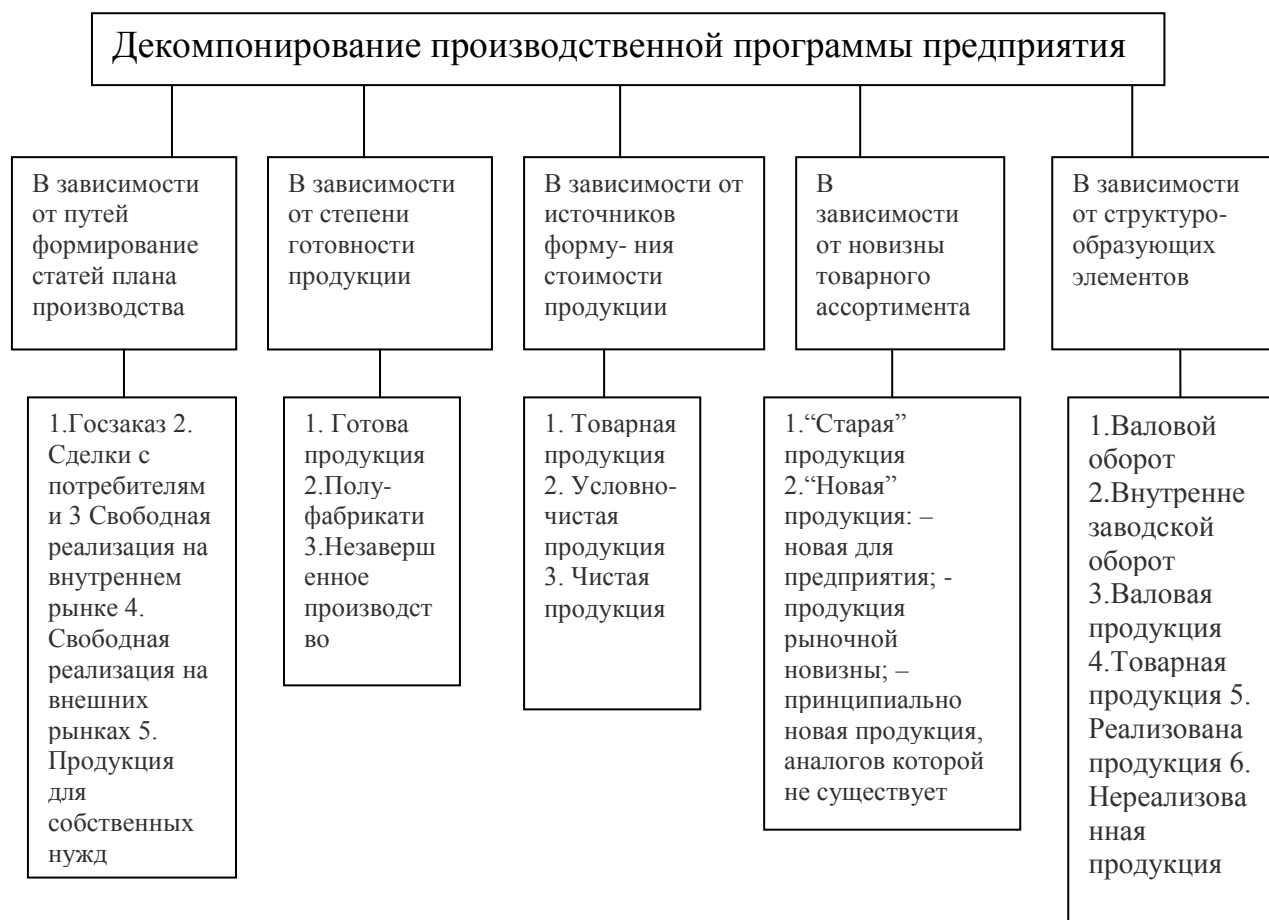 Декомпонирование производственной программы предприятия
В зависимости
от путей
формирование
статей плана
производства
В зависимости
от степени
готовности
продукции
В зависимости от
источников
форму- ния
стоимости
продукции
В
зависимости
от новизны
товарного
ассортимента
В зависимости
от структуро-
образующих
элементов
1.Госзаказ 2.
Сделки с
потребителям
и 3 Свободная
реализация на
внутреннем
рынке 4.
Свободная
реализация на
внешних
рынках 5.
Продукция
для
собственных
нужд
1. Готова
продукция
2.Полу-
фабрикати
3.Незаверш
енное
производст
во
1. Товарная
продукция
2. Условно-
чистая
продукция
3. Чистая
продукция
1.“Старая”
продукция
2.“Новая”
продукция: –
новая для
предприятия; -
продукция
рыночной
новизны; –
принципиально
новая продукция,
аналогов которой
не существует
1.Валовой
оборот
2.Внутренне
заводской
оборот
3.Валовая
продукция
4.Товарная
продукция 5.
Реализована
продукция 6.
Нереализова
нная
продукция